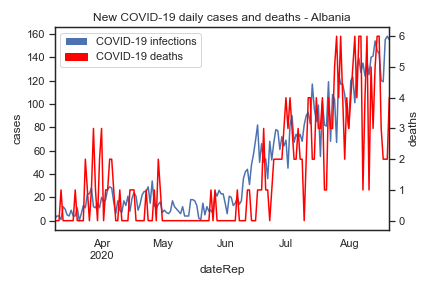 New COVID-19 daily cases and deaths - Albania
COVID-19 infections
COVID-19 deaths
160
140
120
100
80
60
40
20
0
cases
6
5
4
3
2
1
0
deaths
Apr
2020
May
Jun
Jul
Aug
dateRep